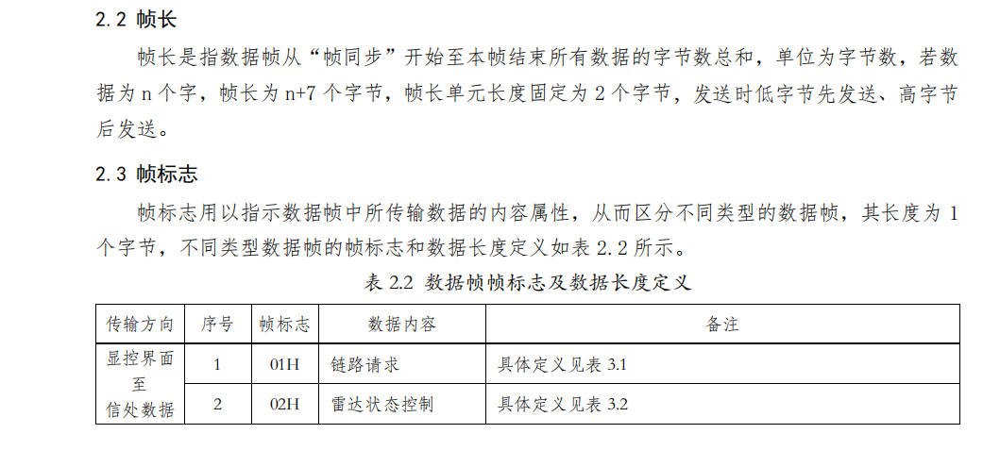 2.2 帧长
帧长是指数据帧从“帧同步”开始至本帧结束所有数据的字节数总和，单位为字节数，若数
据为 n 个字，帧长为 n+7 个字节，帧长单元长度固定为 2 个字节，发送时低字节先发送、高字节
后发送。
2.3 帧标志
帧标志用以指示数据帧中所传输数据的内容属性，从而区分不同类型的数据帧，其长度为 1
个字节，不同类型数据帧的帧标志和数据长度定义如表 2.2 所示。
表 2.2 数据帧帧标志及数据长度定义
传输方向 序号 帧标志 数据内容 备注
显控界面
至
信处数据
1 01H 链路请求 具体定义见表 3.1
2 02H 雷达状态控制 具体定义见表 3.2